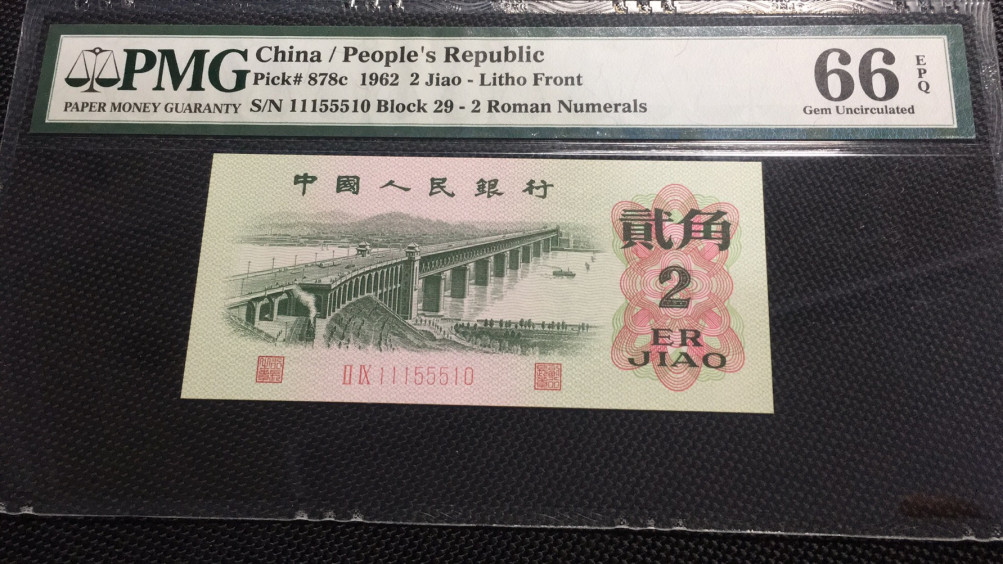 PMG
PAPER MONEY GUARANTY
China / People's Republic
Pick# 878c 1962 2 Jiao - Litho Front
S/N 11155510 Block 29 - 2 Roman Numerals
66
EPQ
Gem Uncirculated
中國人民銀行
貳角
2
ER
JIAO
II IX 11155510